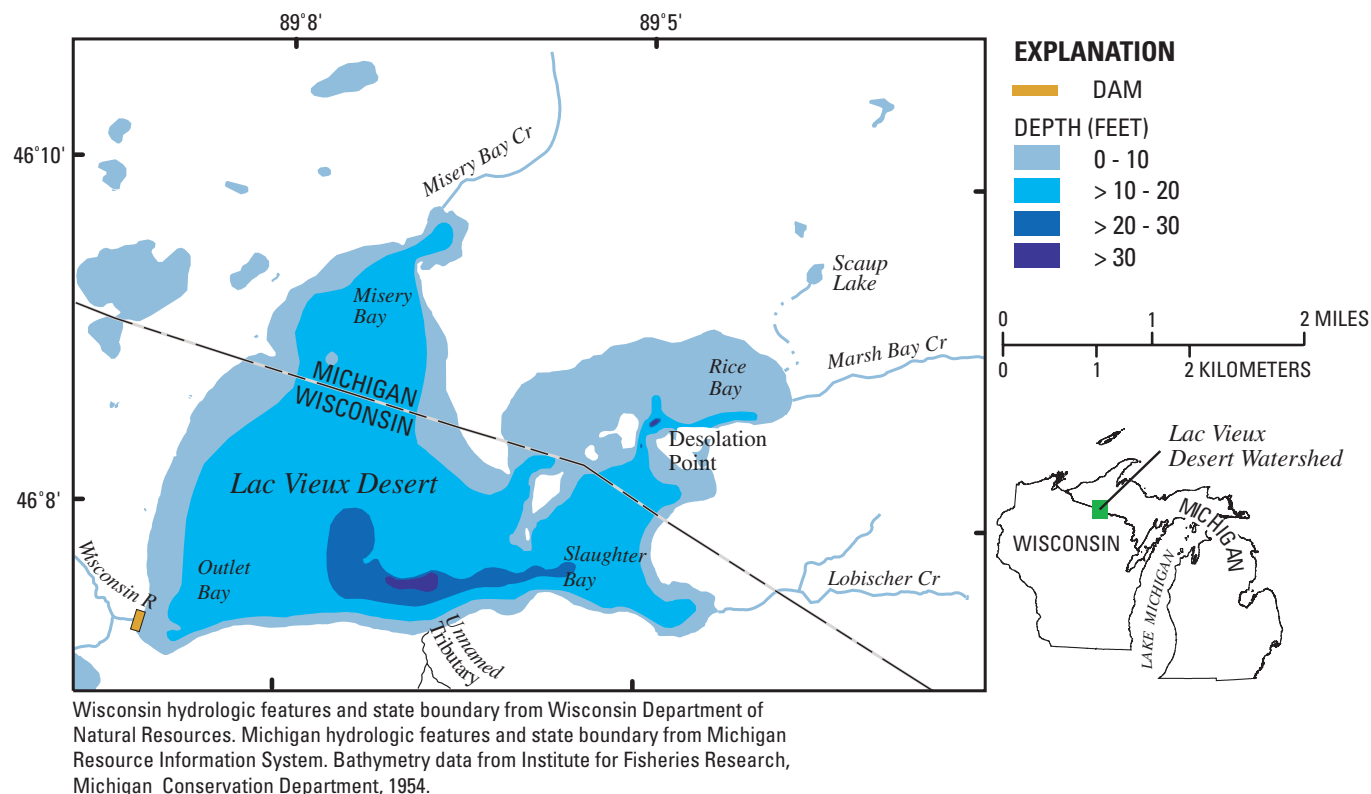 89°8'
89°5'
46°10'
46°8'
Misery Bay Cr
Misery
Bay
Scaup
Lake
Marsh Bay Cr
Rice
Bay
MICHIGAN
WISCONSIN
Desolation
Point
Lac Vieux Desert
Slaughter
Bay
Outlet
Bay
Wisconsin R
Lobischer Cr
Unnamed
Tributary
EXPLANATION
DAM
DEPTH (FEET)
0 - 10
> 10 - 20
> 20 - 30
> 30
0 1 2 MILES
0 1 2 KILOMETERS
Lac Vieux
Desert Watershed
WISCONSIN
MICHIGAN
LAKE MICHIGAN
Wisconsin hydrologic features and state boundary from Wisconsin Department of
Natural Resources. Michigan hydrologic features and state boundary from Michigan
Resource Information System. Bathymetry data from Institute for Fisheries Research,
Michigan Conservation Department, 1954.